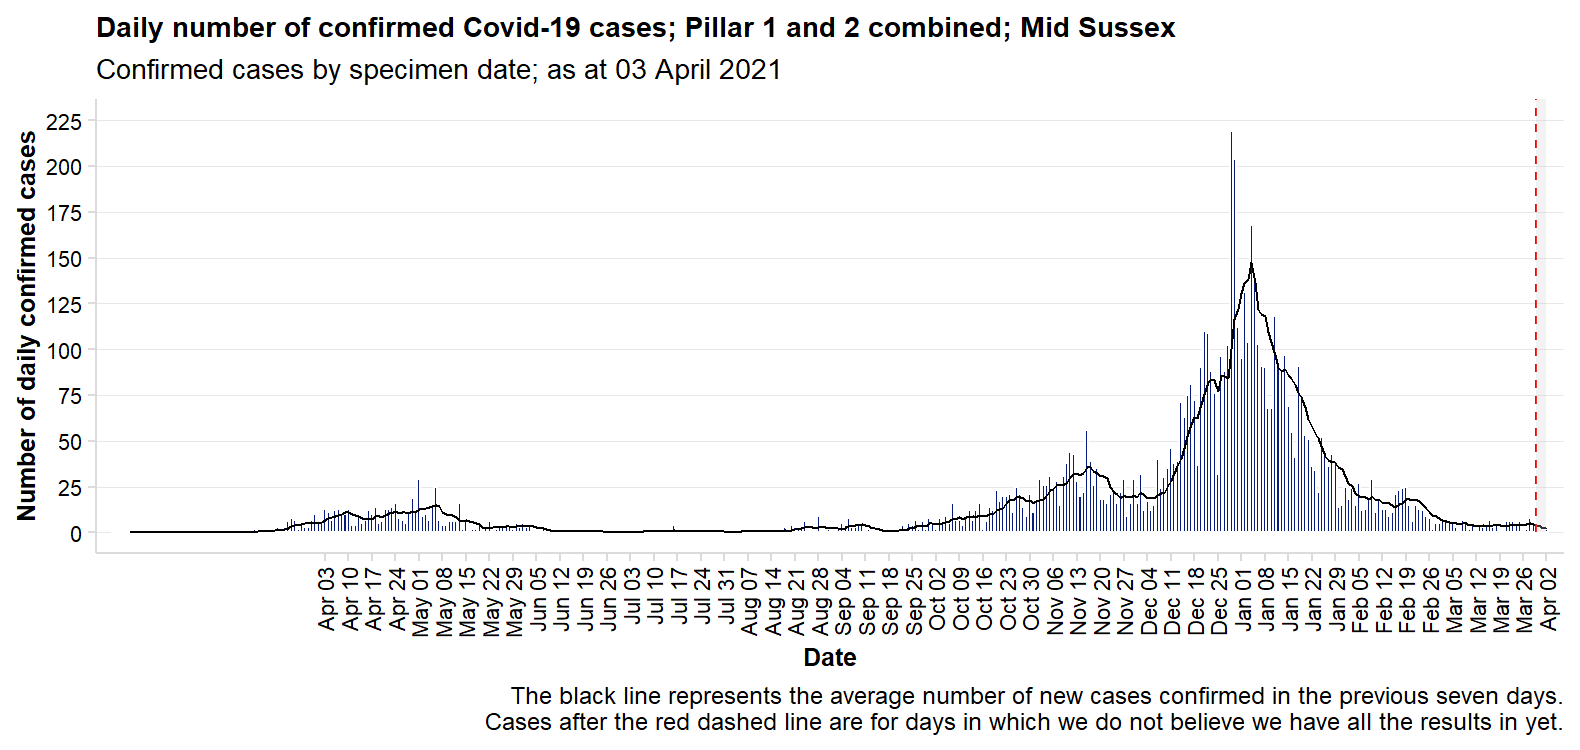 Daily number of confirmed Covid-19 cases; Pillar 1 and 2 combined; Mid Sussex
Confirmed cases by specimen date; as at 03 April 2021
Number of daily confirmed cases
225
200
175
150
125
100
75
50
25
0
Apr 03
Apr 10
Apr 17
Apr 24
May 01
May 08
May 15
May 22
May 29
Jun 05
Jun 12
Jun 19
Jun 26
Jul 03
Jul 10
Jul 17
Jul 24
Jul 31
Aug 07
Aug 14
Aug 21
Aug 28
Sep 04
Sep 11
Sep 18
Sep 25
Oct 02
Oct 09
Oct 16
Oct 23
Oct 30
Nov 06
Nov 13
Nov 20
Nov 27
Dec 04
Dec 11
Dec 18
Dec 25
Jan 01
Jan 08
Jan 15
Jan 22
Jan 29
Feb 05
Feb 12
Feb 19
Feb 26
Mar 05
Mar 12
Mar 19
Mar 26
Apr 02
Date
The black line represents the average number of new cases confirmed in the previous seven days.
Cases after the red dashed line are for days in which we do not believe we have all the results in yet.